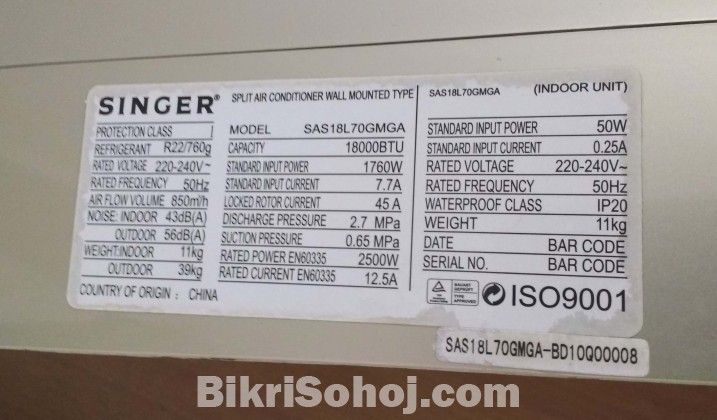 SINGER®
SPLIT AIR CONDITIONER WALL MOUNTED TYPE
PROTECTION CLASS I
REFRIGERANT R22/760g
RATED VOLTAGE 220-240V~
RATED FREQUENCY 50Hz
AIR FLOW VOLUME 850m³/h
NOISE: INDOOR 43dB(A)
OUTDOOR 56dB(A)
WEIGHT:INDOOR 11kg
OUTDOOR 39kg
COUNTRY OF ORIGIN : CHINA
MODEL SAS18L70GMGA
CAPACITY 18000BTU
STANDARD INPUT POWER 1760W
STANDARD INPUT CURRENT 7.7A
LOCKED ROTOR CURRENT 45 A
DISCHARGE PRESSURE 2.7 MPa
SUCTION PRESSURE 0.65 MPa
RATED POWER EN60335 2500W
RATED CURRENT EN60335 12.5A
SAS18L70GMGA (INDOOR UNIT)
STANDARD INPUT POWER 50W
STANDARD INPUT CURRENT 0.25A
RATED VOLTAGE 220-240V~
RATED FREQUENCY 50Hz
WATERPROOF CLASS IP20
WEIGHT 11kg
DATE BAR CODE
SERIAL NO. BAR CODE
ISO9001
SAS18L70GMGA-BD10Q00008
BikriSohoj.com